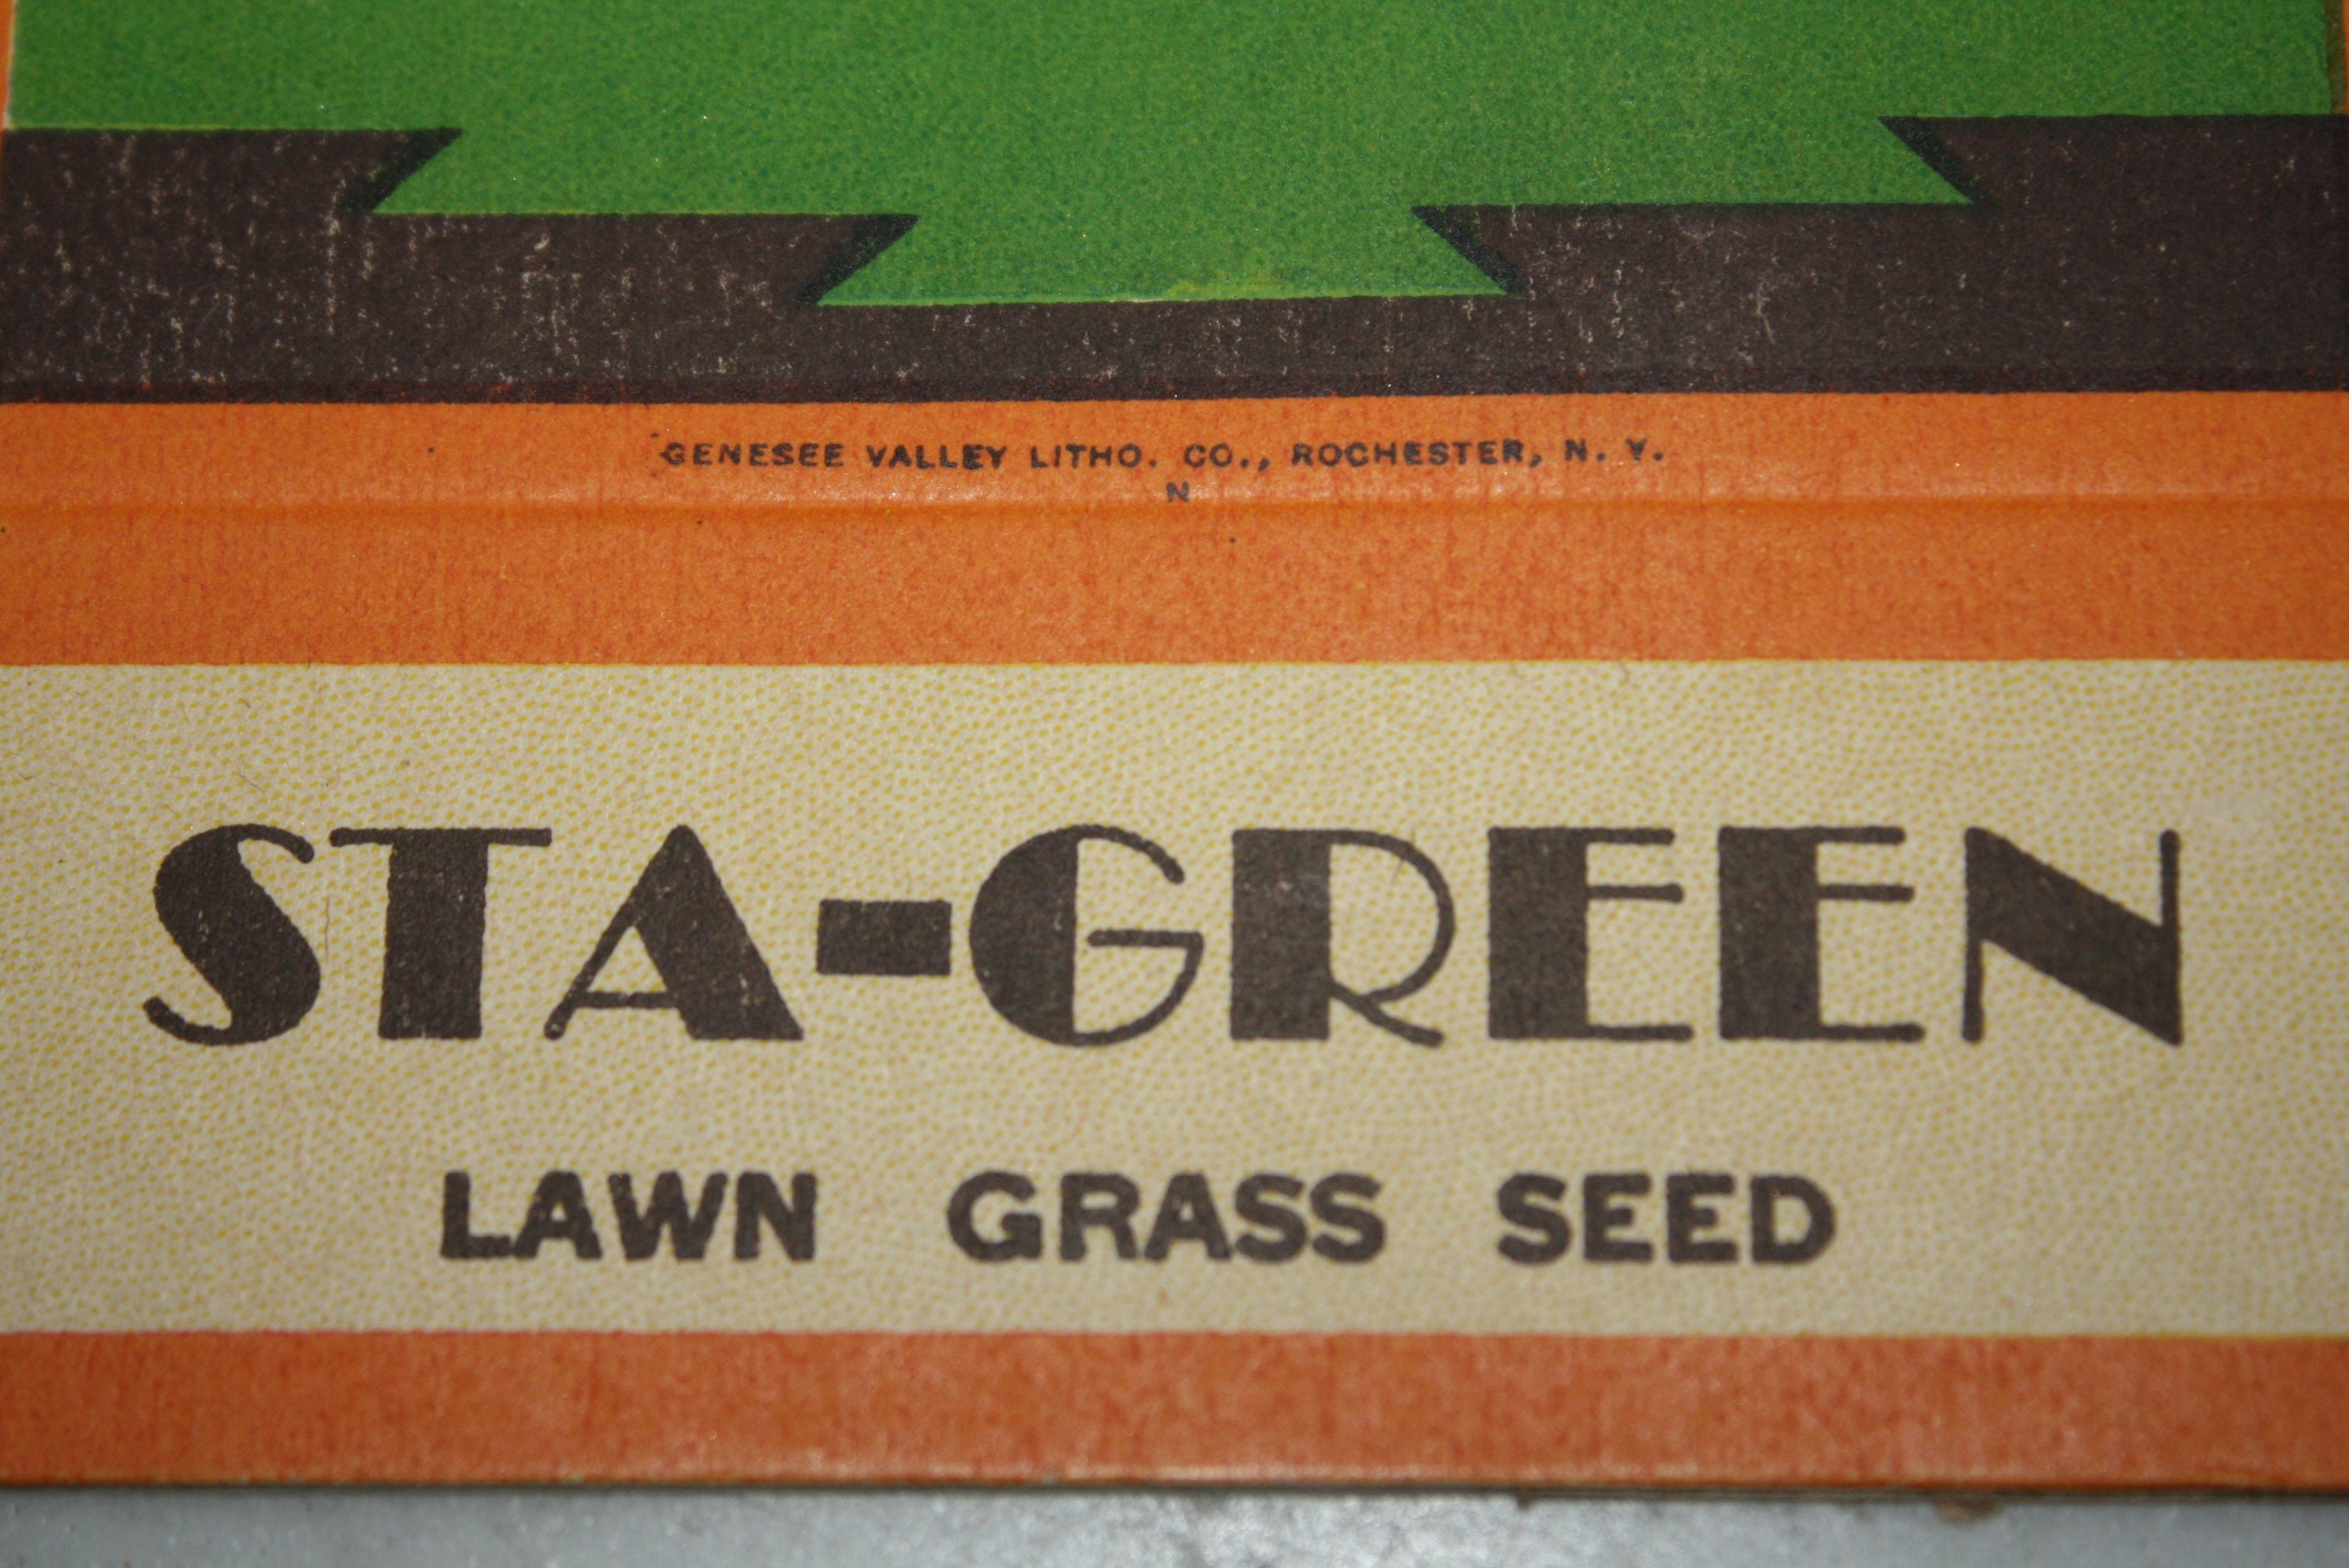 GENESEE VALLEY LITHO. CO., ROCHESTER, N. Y.
N
STA-GREEN
LAWN GRASS SEED